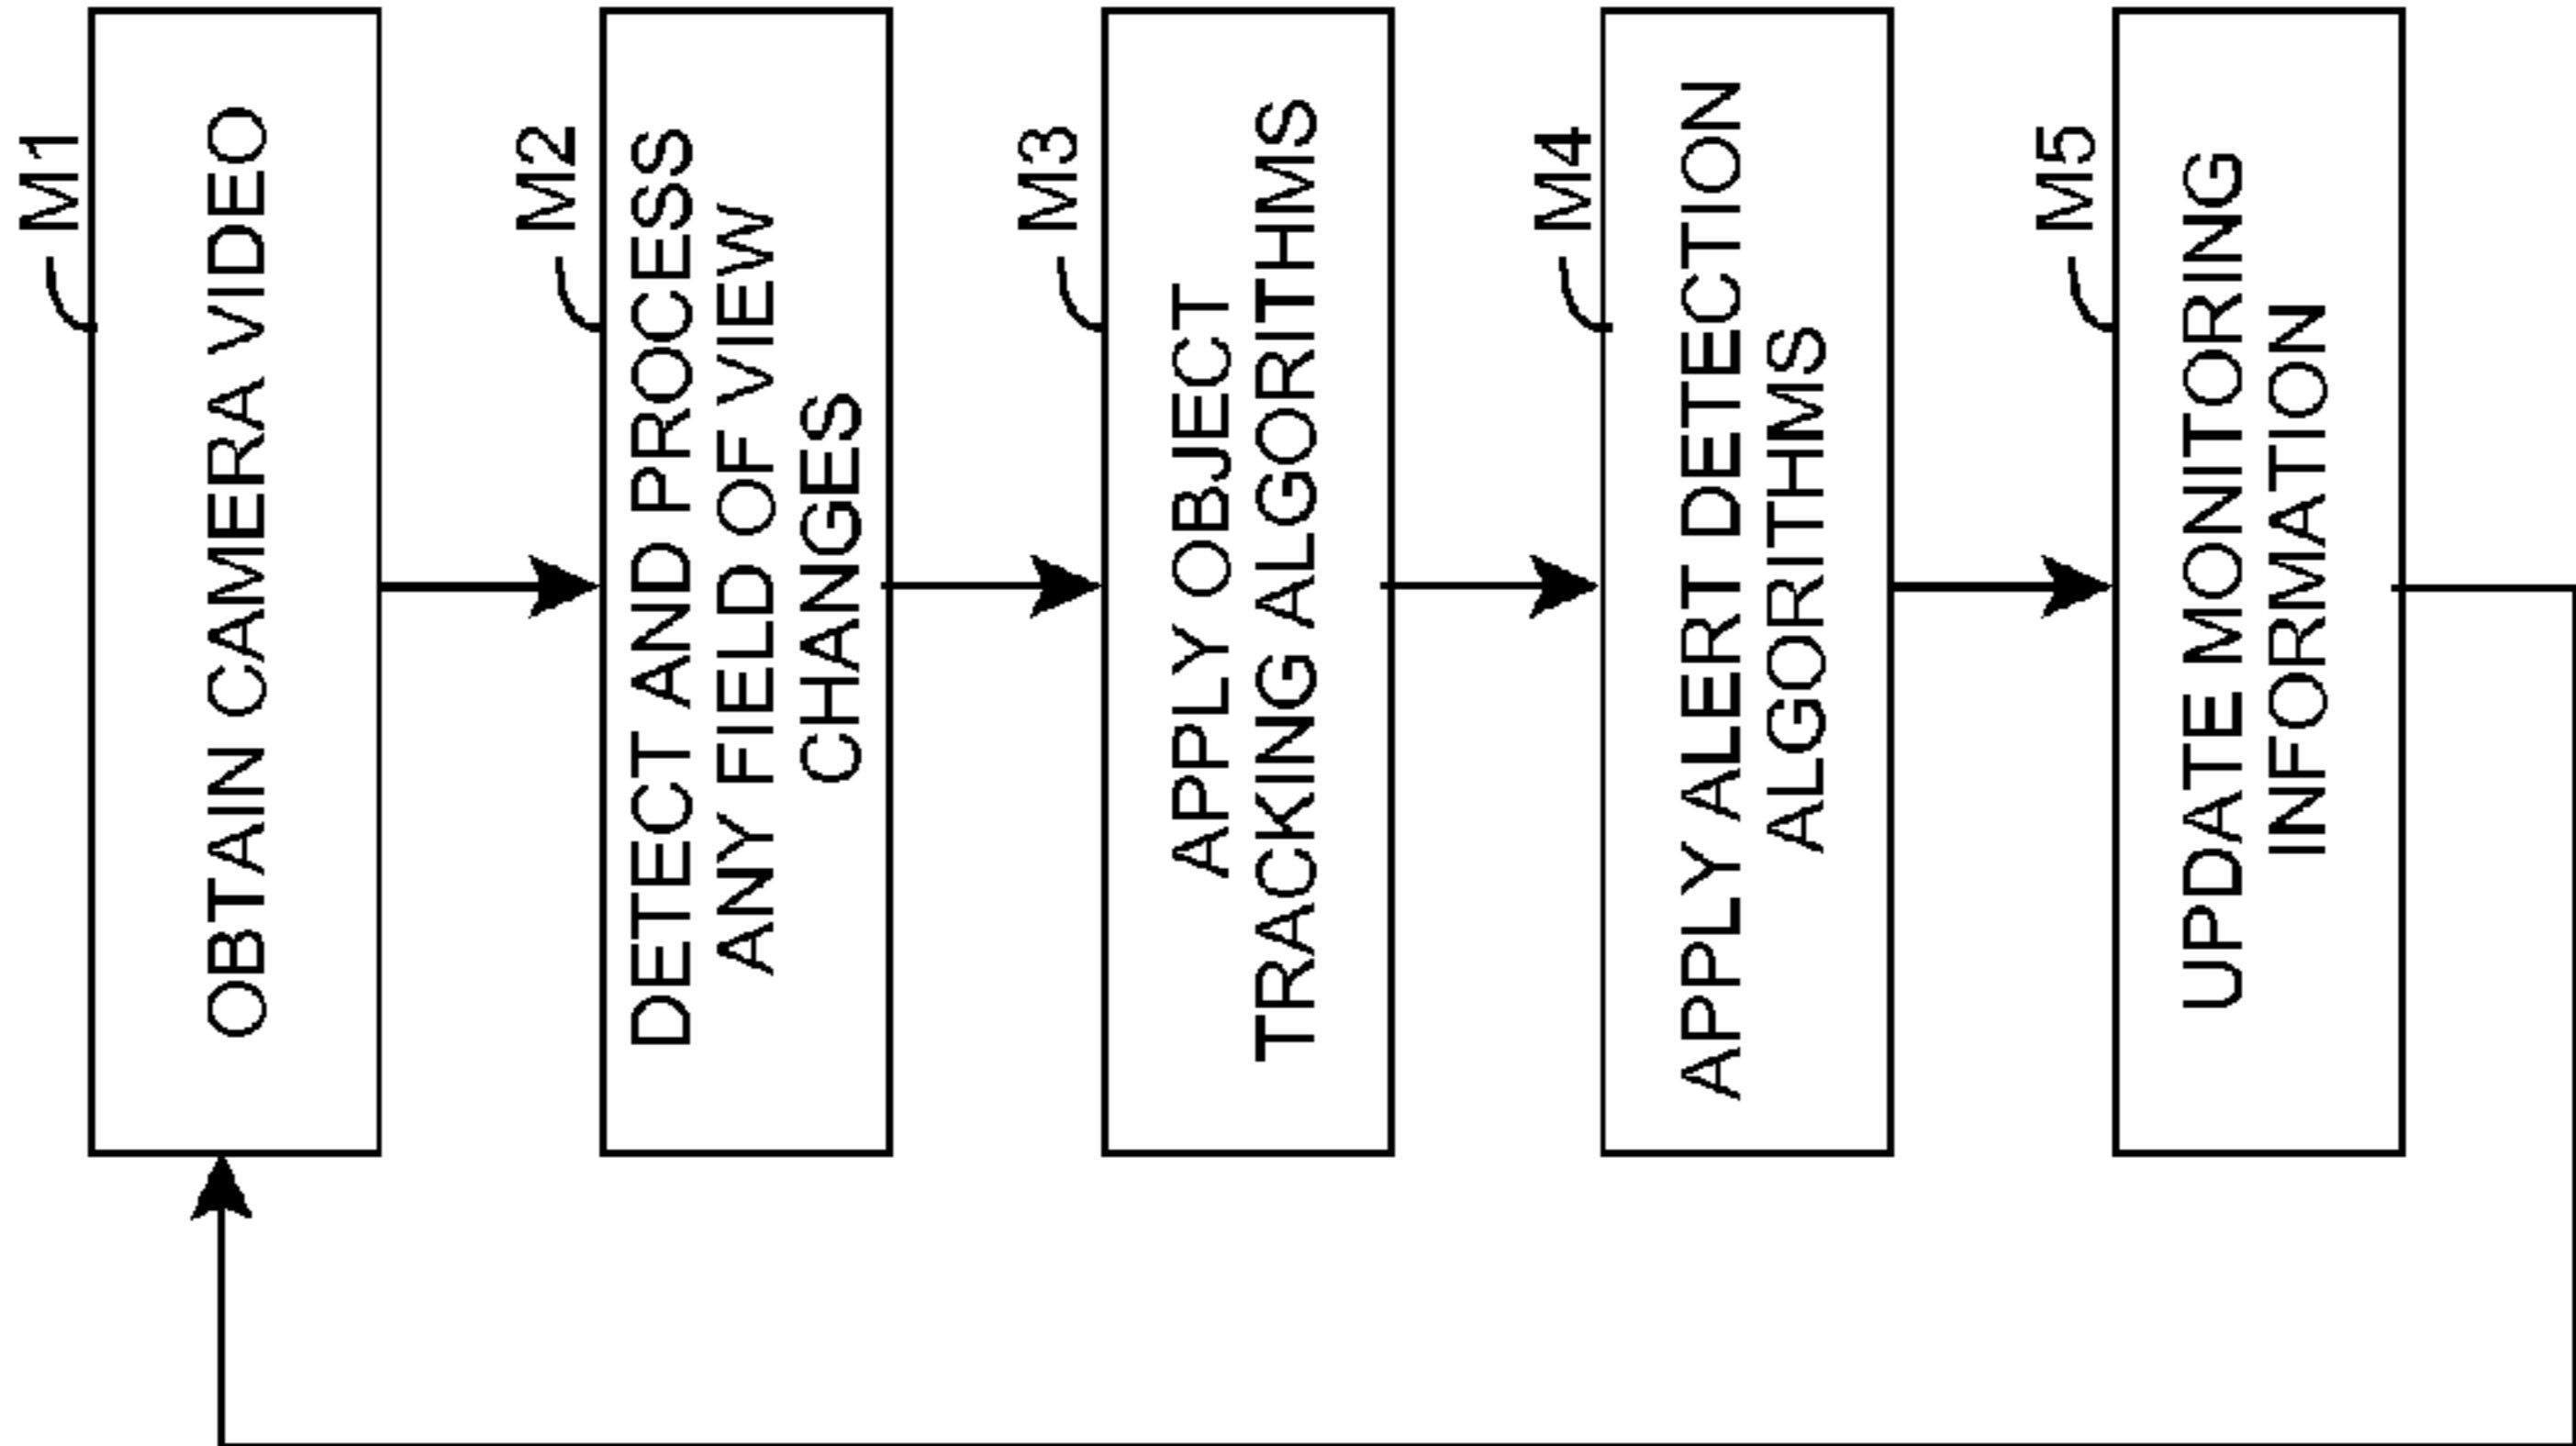 M1
OBTAIN CAMERA VIDEO
M2
DETECT AND PROCESS
ANY FIELD OF VIEW
CHANGES
M3
APPLY OBJECT
TRACKING ALGORITHMS
M4
APPLY ALERT DETECTION
ALGORITHMS
M5
UPDATE MONITORING
INFORMATION